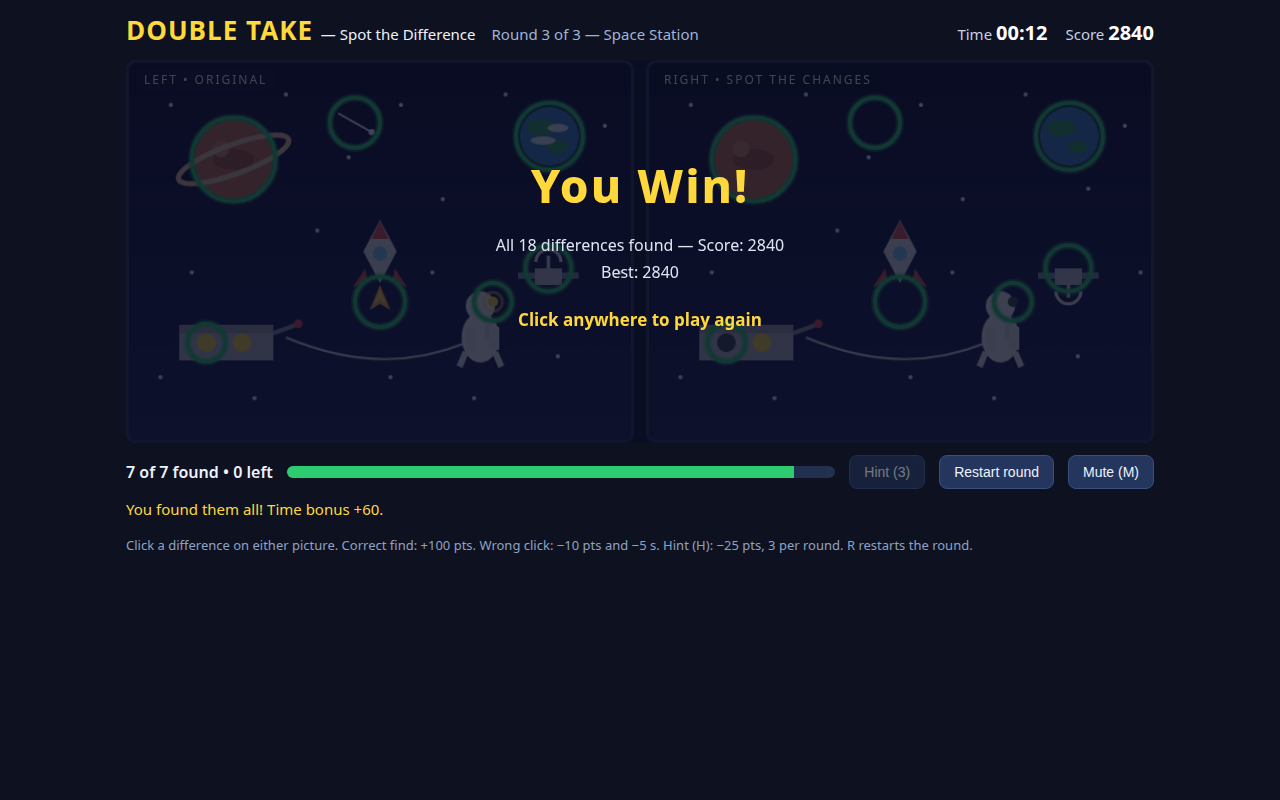 DOUBLE TAKE — Spot the Difference Round 3 of 3 — Space Station Time 00:12 Score 2840
LEFT • ORIGINAL RIGHT • SPOT THE CHANGES
You Win!
All 18 differences found — Score: 2840
Best: 2840
Click anywhere to play again
7 of 7 found • 0 left Hint (3) Restart round Mute (M)
You found them all! Time bonus +60.
Click a difference on either picture. Correct find: +100 pts. Wrong click: −10 pts and −5 s. Hint (H): −25 pts, 3 per round. R restarts the round.